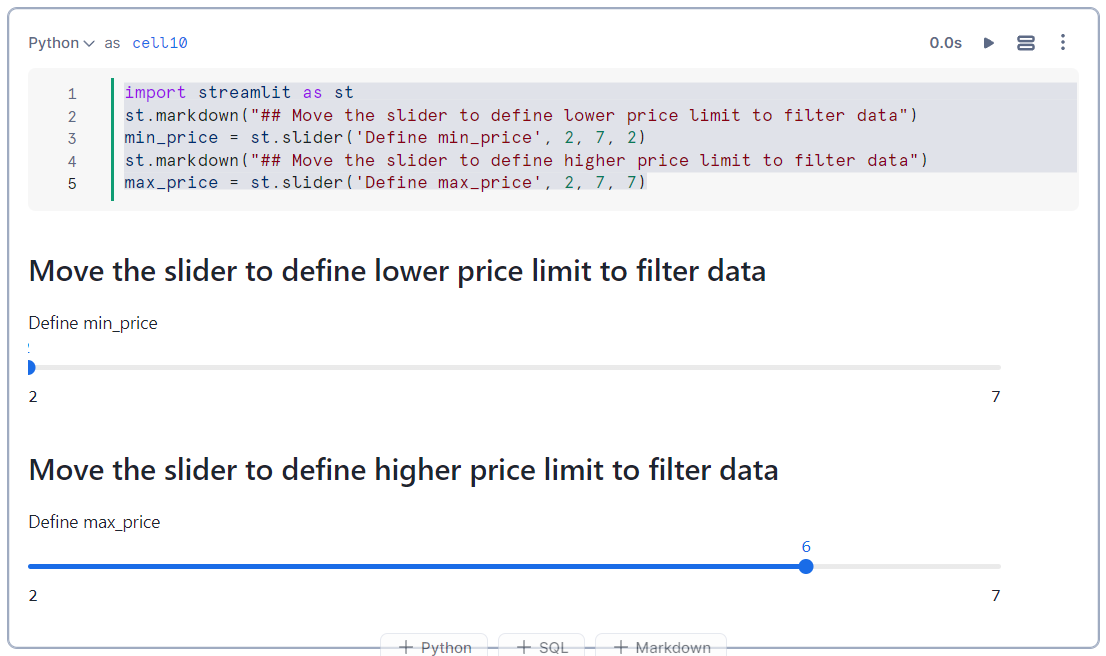 Python as cell10 0.0s
1 import streamlit as st
2 st.markdown("## Move the slider to define lower price limit to filter data")
3 min_price = st.slider('Define min_price', 2, 7, 2)
4 st.markdown("## Move the slider to define higher price limit to filter data")
5 max_price = st.slider('Define max_price', 2, 7, 7)
Move the slider to define lower price limit to filter data
Define min_price
2 7
Move the slider to define higher price limit to filter data
Define max_price
6
2 7
+ Python + SQL + Markdown